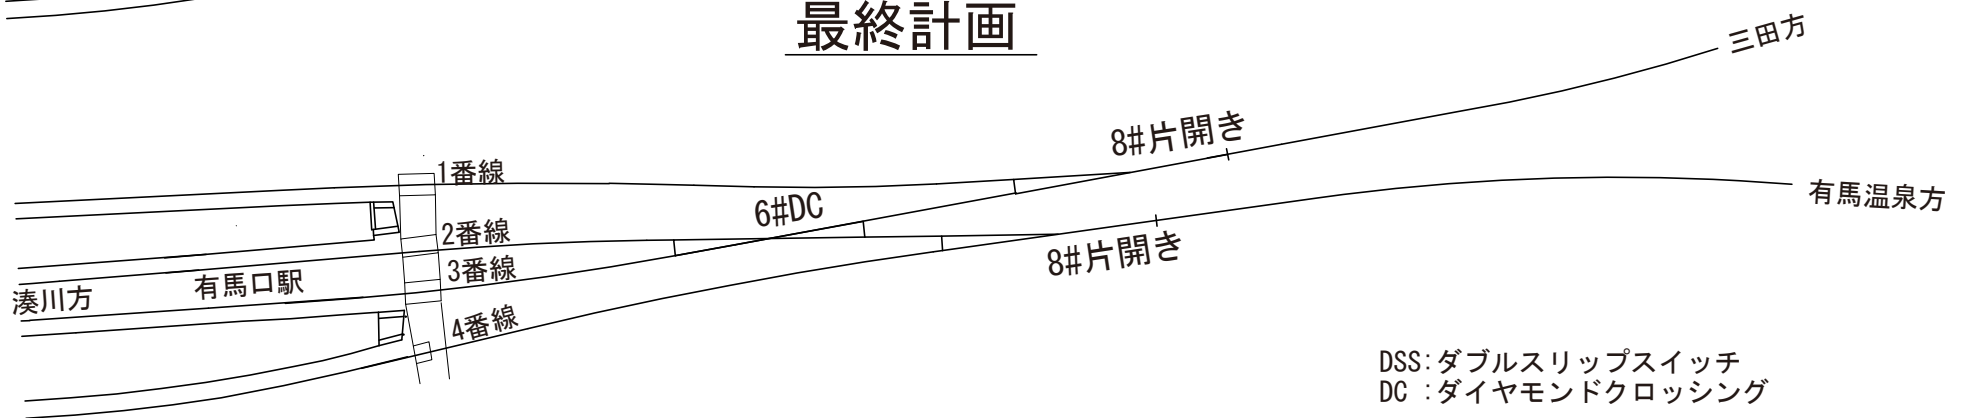 最終計画
三田方
8#片開き
1番線
有馬温泉方
6#DC
2番線
8#片開き
3番線
有馬口駅
湊川方
4番線
DSS:ダブルスリップスイッチ
DC :ダイヤモンドクロッシング